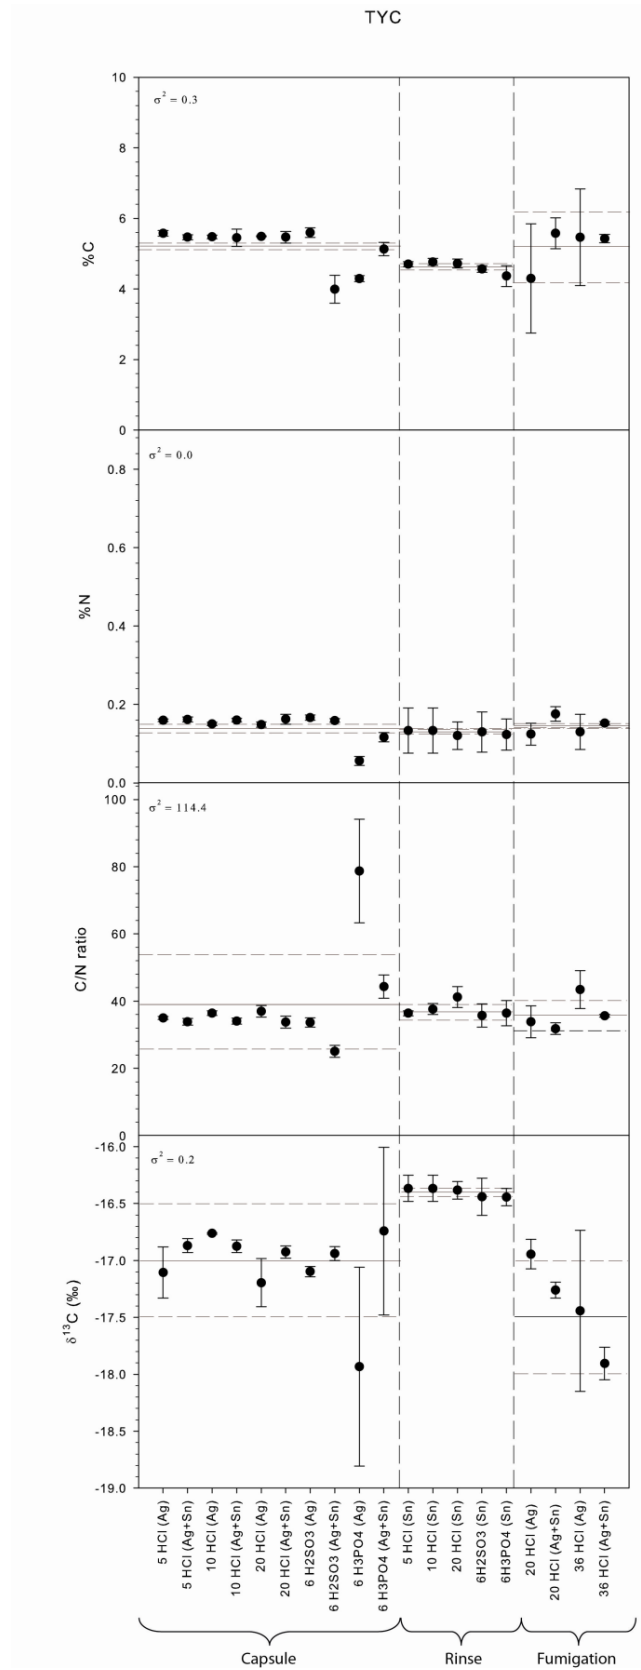 TYC
10
σ² = 0.3
8
6
%C
4
2
0
σ² = 0.0
0.8
0.6
%N
0.4
0.2
0.0
100
σ² = 114.4
80
60
C/N ratio
40
20
0
-16.0
σ² = 0.2
-16.5
-17.0
δ¹³C (‰)
-17.5
-18.0
-18.5
-19.0
5 HCl (Ag)
5 HCl (Ag+Sn)
10 HCl (Ag)
10 HCl (Ag+Sn)
20 HCl (Ag)
20 HCl (Ag+Sn)
6 H2SO3 (Ag)
6 H2SO3 (Ag+Sn)
6 H3PO4 (Ag)
6 H3PO4 (Ag+Sn)
5 HCl (Sn)
10 HCl (Sn)
20 HCl (Sn)
6H2SO3 (Sn)
6H3PO4 (Sn)
20 HCl (Ag)
20 HCl (Ag+Sn)
36 HCl (Ag)
36 HCl (Ag+Sn)
Capsule
Rinse
Fumigation